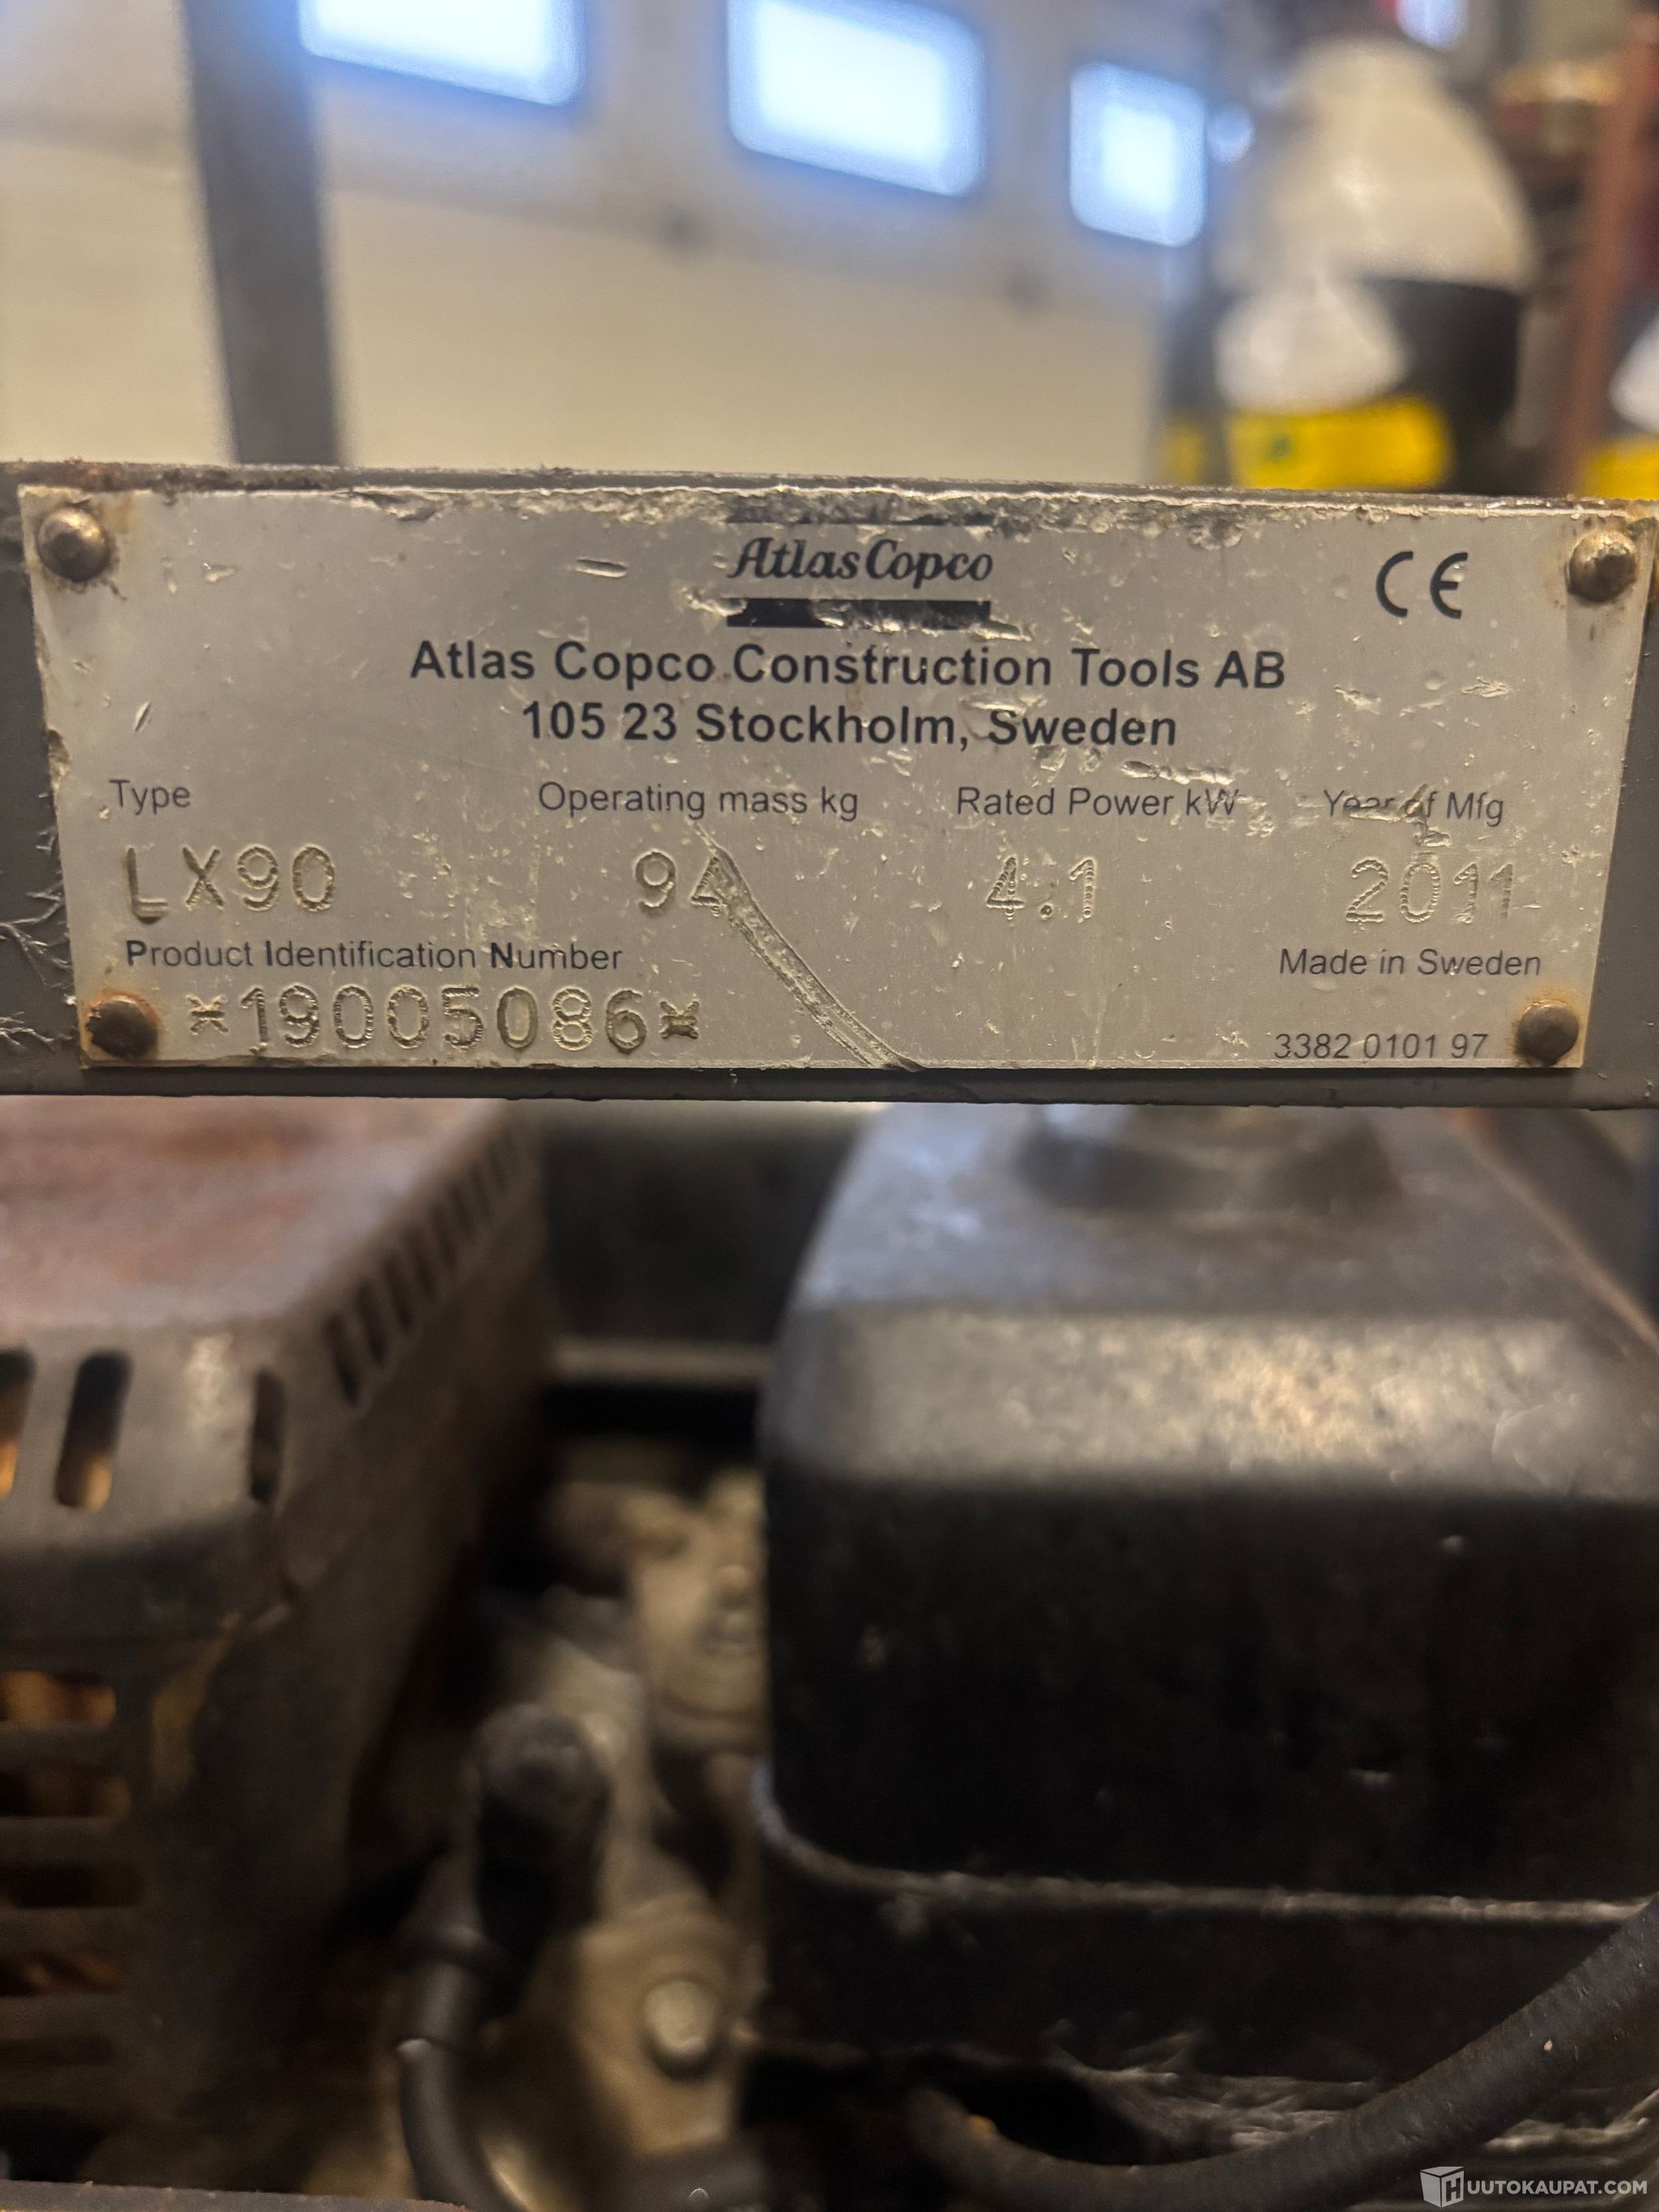 Atlas Copco
CE
Atlas Copco Construction Tools AB
105 23 Stockholm, Sweden
Type Operating mass kg Rated Power kW Year of Mfg
LX90 94 4.1 2011
Product Identification Number Made in Sweden
*19005086*
3382 0101 97
HUUTOKAUPAT.COM